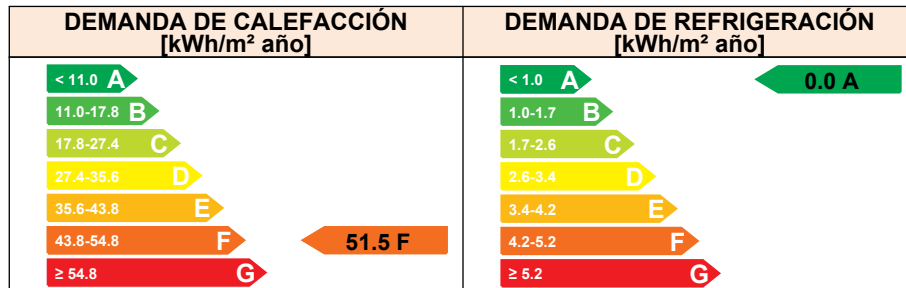 DEMANDA DE CALEFACCIÓN
[kWh/m² año]
< 11.0 A
11.0-17.8 B
17.8-27.4 C
27.4-35.6 D
35.6-43.8 E
43.8-54.8 F
51.5 F
≥ 54.8 G
DEMANDA DE REFRIGERACIÓN
[kWh/m² año]
< 1.0 A
0.0 A
1.0-1.7 B
1.7-2.6 C
2.6-3.4 D
3.4-4.2 E
4.2-5.2 F
≥ 5.2 G